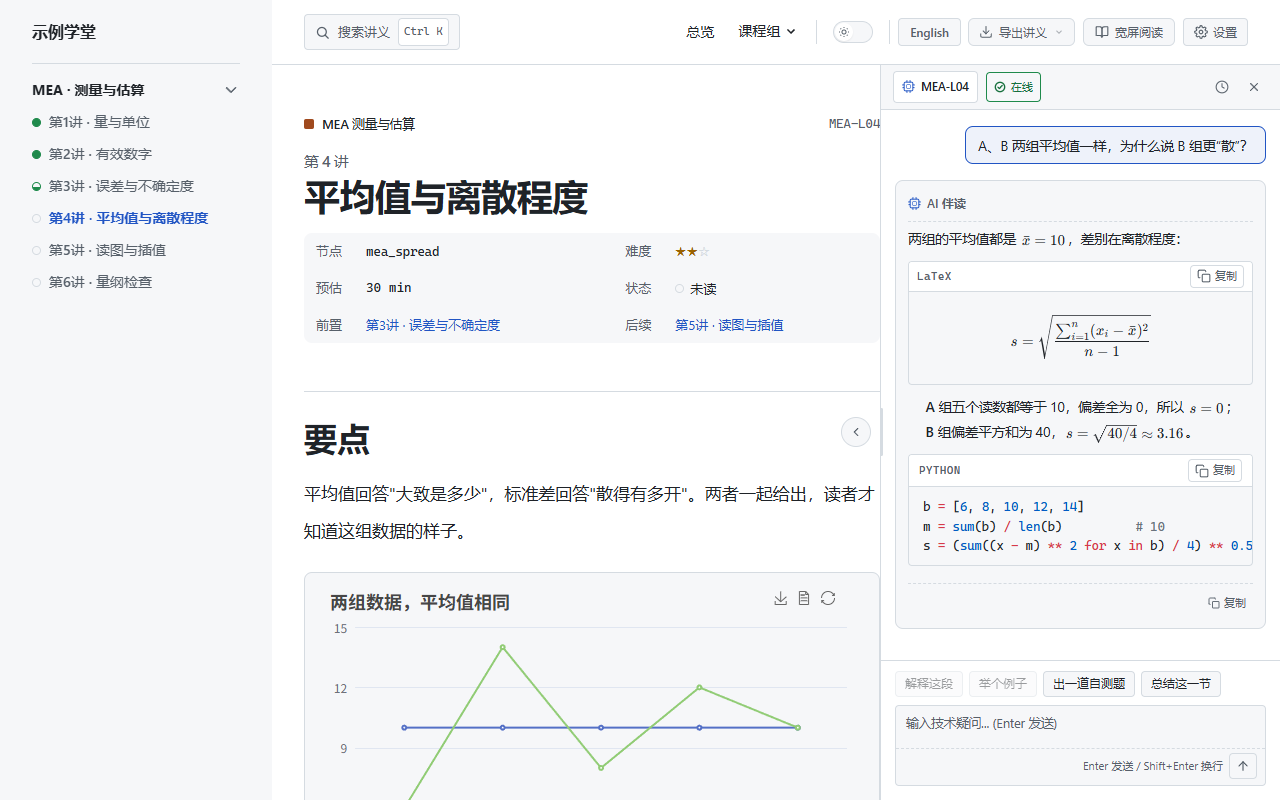 示例学堂
搜索讲义 Ctrl K
总览
课程组
English
导出讲义
宽屏阅读
设置
MEA · 测量与估算
第1讲 · 量与单位
第2讲 · 有效数字
第3讲 · 误差与不确定度
第4讲 · 平均值与离散程度
第5讲 · 读图与插值
第6讲 · 量纲检查
MEA 测量与估算
MEA-L04
第 4 讲
平均值与离散程度
节点 mea_spread 难度 ★★☆
预估 30 min 状态 未读
前置 第3讲 · 误差与不确定度 后续 第5讲 · 读图与插值
要点
平均值回答"大致是多少"，标准差回答"散得有多开"。两者一起给出，读者才
知道这组数据的样子。
两组数据，平均值相同
15
12
9
MEA-L04 在线
A、B 两组平均值一样，为什么说 B 组更"散"？
AI 伴读
两组的平均值都是 x̄ = 10，差别在离散程度：
LaTeX 复制
s = √(∑ⁿᵢ₌₁(xᵢ − x̄)² / (n − 1))
A 组五个读数都等于 10，偏差全为 0，所以 s = 0；
B 组偏差平方和为 40，s = √(40/4) ≈ 3.16。
PYTHON 复制
b = [6, 8, 10, 12, 14]
m = sum(b) / len(b) # 10
s = (sum((x - m) ** 2 for x in b) / 4) ** 0.5
复制
解释这段
举个例子
出一道自测题
总结这一节
输入技术疑问... (Enter 发送)
Enter 发送 / Shift+Enter 换行